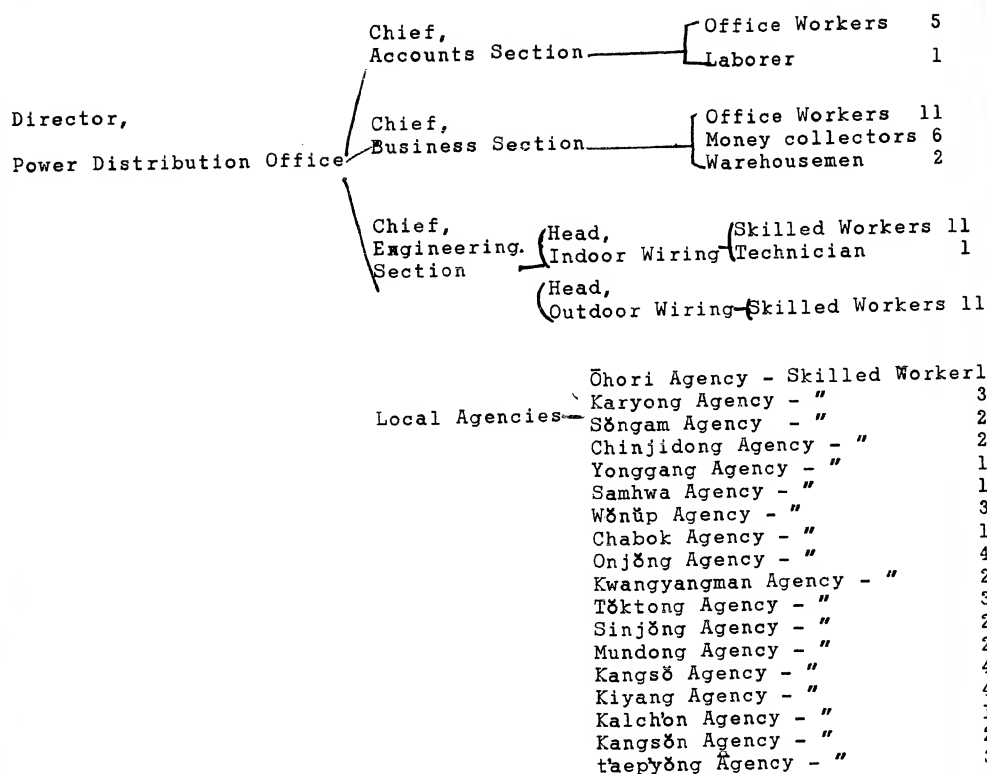 Chief,
Accounts Section
Office Workers 5
Laborer 1
Director,
Power Distribution Office
Chief,
Business Section
Office Workers 11
Money collectors 6
Warehousemen 2
Chief,
Engineering.
Section
Head,
Indoor Wiring
Skilled Workers 11
Technician 1
Head,
Outdoor Wiring
Skilled Workers 11
Local Agencies
Ōhori Agency - Skilled Worker1
Karyong Agency - " 3
Sŏngam Agency - " 2
Chinjidong Agency - " 2
Yonggang Agency - " 1
Samhwa Agency - " 1
Wŏnŭp Agency - " 3
Chabok Agency - " 1
Onjŏng Agency - " 4
Kwangyangman Agency - " 2
Tŏktong Agency - " 3
Sinjŏng Agency - " 2
Mundong Agency - " 2
Kangsŏ Agency - " 4
Kiyang Agency - " 4
Kalch'on Agency - " 1
Kangsŏn Agency - " 2
t'aep'yŏng Agency - "